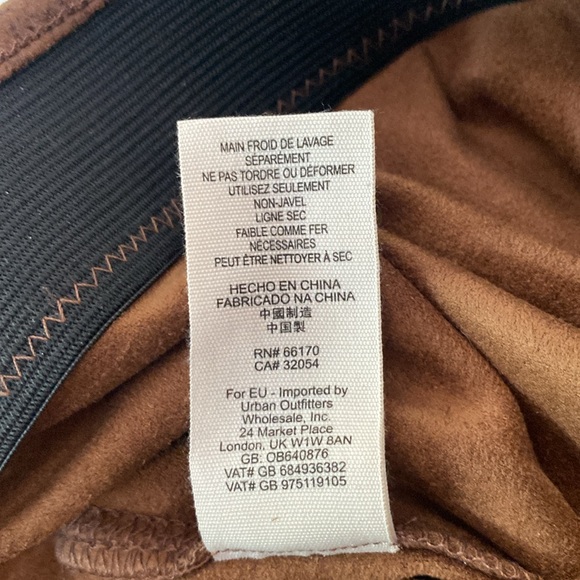 MAIN FROID DE LAVAGE
SÉPARÉMENT
NE PAS TORDRE OU DÉFORMER
UTILISEZ SEULEMENT
NON-JAVEL
LIGNE SEC
FAIBLE COMME FER
NÉCESSAIRES
PEUT ÊTRE NETTOYER À SEC
HECHO EN CHINA
FABRICADO NA CHINA
中國制造
中国製
RN# 66170
CA# 32054
For EU - Imported by
Urban Outfitters
Wholesale, Inc.
24 Market Place
London, UK W1W 8AN
GB. OB640876
VAT# GB 684936382
VAT# GB 975119105